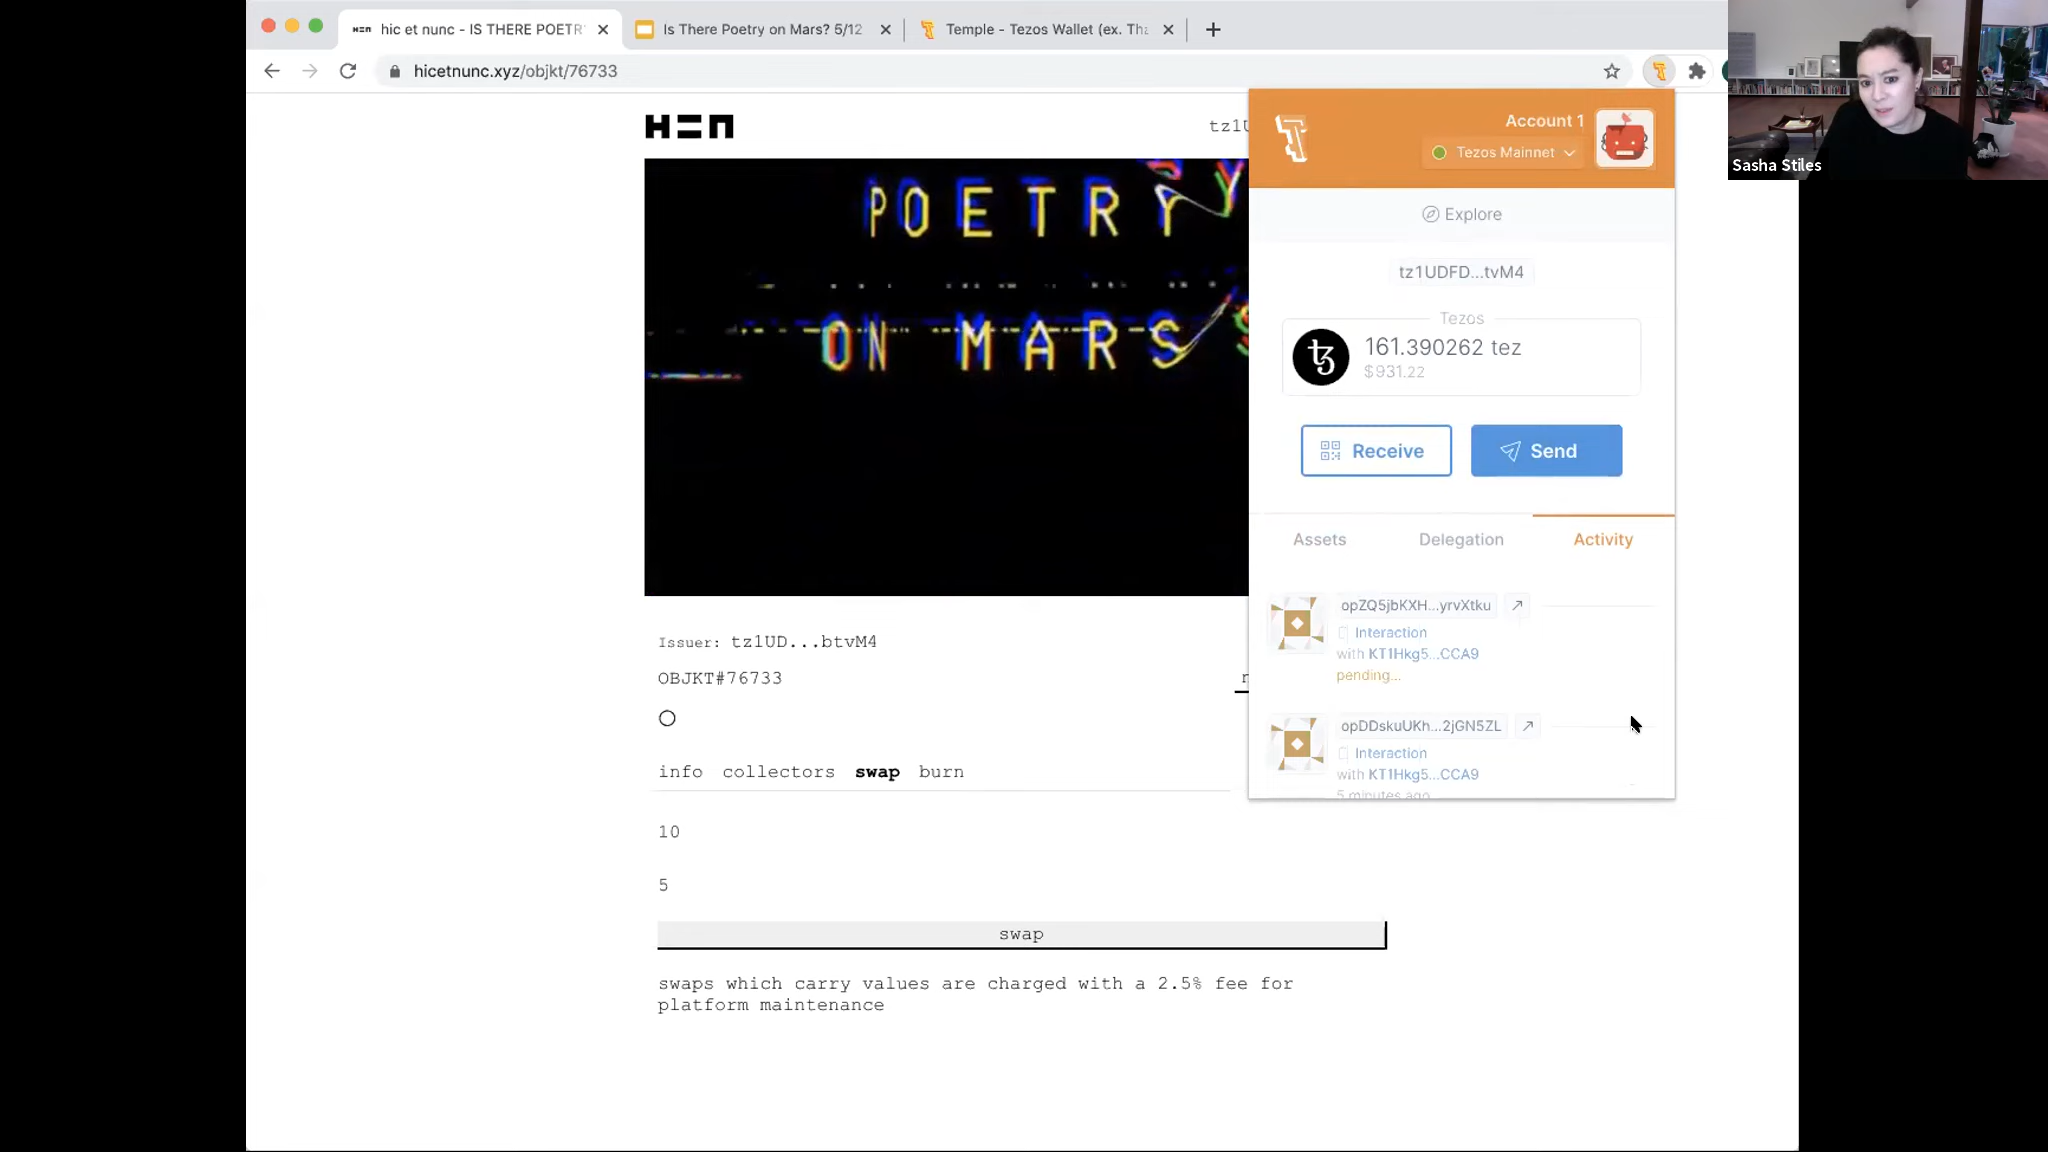 hic et nunc - IS THERE POETR
Is There Poetry on Mars? 5/12
Temple - Tezos Wallet (ex. Tha
hicetnunc.xyz/objkt/76733
Sasha Stiles
tz1U
Account 1
Tezos Mainnet
Explore
tz1UDFD...tvM4
POETRY
ON MARS
Tezos
161.390262 tez
$931.22
Receive
Send
Assets
Delegation
Activity
opZQ5jbKXH...yrvXtku
Interaction
with KT1Hkg5...CCA9
pending...
opDDskuUKh...2jGN5ZL
Interaction
with KT1Hkg5...CCA9
5 minutes ago
Issuer: tz1UD...btvM4
OBJKT#76733
info collectors swap burn
10
5
swap
swaps which carry values are charged with a 2.5% fee for
platform maintenance